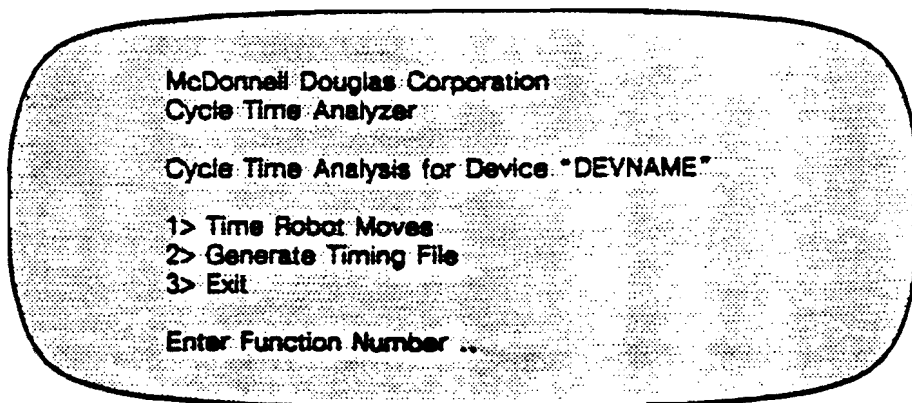 McDonnell Douglas Corporation
Cycle Time Analyzer
Cycle Time Analysis for Device "DEVNAME"
1> Time Robot Moves
2> Generate Timing File
3> Exit
Enter Function Number ..